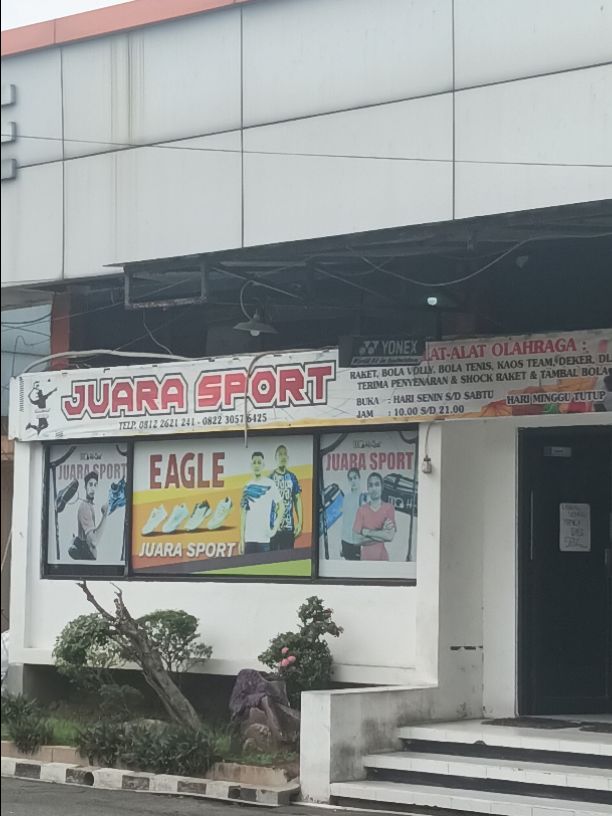 YONEX
JUARA SPORT
TELP. 0812 2621 241 - 0822 3057 6425
ALAT-ALAT OLAHRAGA :
RAKET, BOLA VOLLY, BOLA TENIS, KAOS TEAM, DEKER,
TERIMA PENYENARAN & SHOCK RAKET & TAMBAL BOLA
BUKA : HARI SENIN S/D SABTU HARI MINGGU TUTUP
JAM : 10.00 S/D 21.00
JUARA SPORT
EAGLE
JUARA SPORT
JUARA SPORT